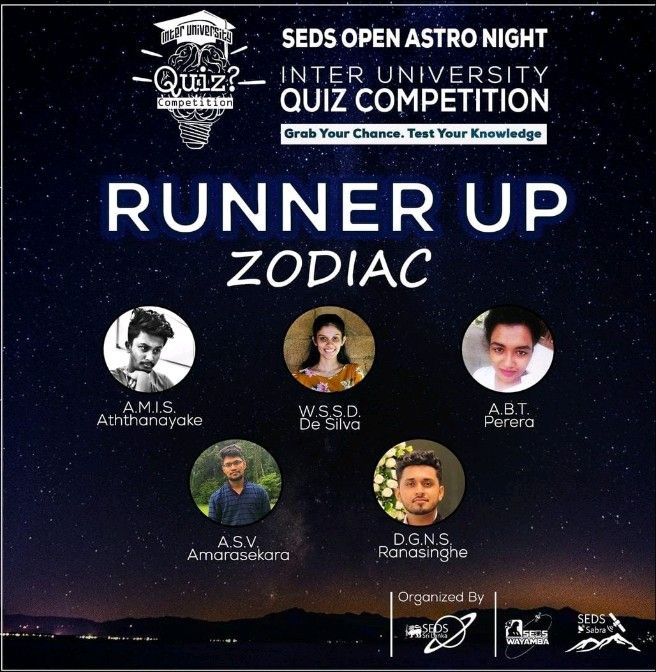 Inter University
Quiz?
Competition
SEDS OPEN ASTRO NIGHT
INTER UNIVERSITY
QUIZ COMPETITION
Grab Your Chance. Test Your Knowledge
RUNNER UP
ZODIAC
A.M.I.S.
Aththanayake
W.S.S.D.
De Silva
A.B.T.
Perera
A.S.V.
Amarasekara
D.G.N.S.
Ranasinghe
Organized By
SEDS
Sri Lanka
SEDS
WAYAMBA
SEDS
Sabra